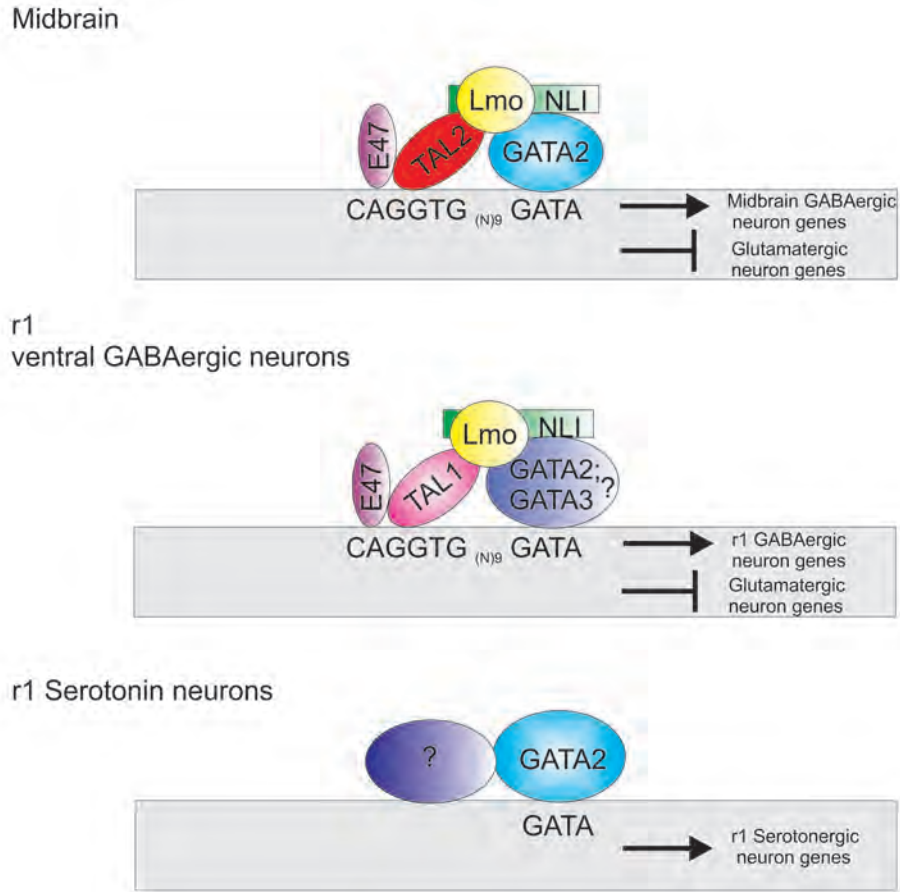 Midbrain
Lmo
NLI
E47
TAL2
GATA2
CAGGTG (N)9 GATA
Midbrain GABAergic
neuron genes
Glutamatergic
neuron genes
r1
ventral GABAergic neurons
Lmo
NLI
E47
TAL1
GATA2;
GATA3 ?
CAGGTG (N)9 GATA
r1 GABAergic
neuron genes
Glutamatergic
neuron genes
r1 Serotonin neurons
?
GATA2
GATA
r1 Serotonergic
neuron genes